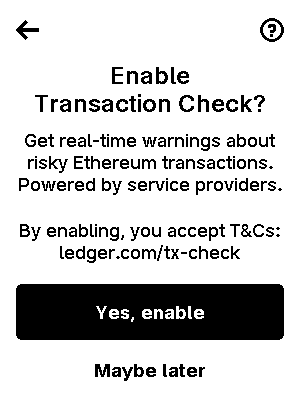 Enable
Transaction Check?
Get real-time warnings about
risky Ethereum transactions.
Powered by service providers.
By enabling, you accept T&Cs:
ledger.com/tx-check
Yes, enable
Maybe later